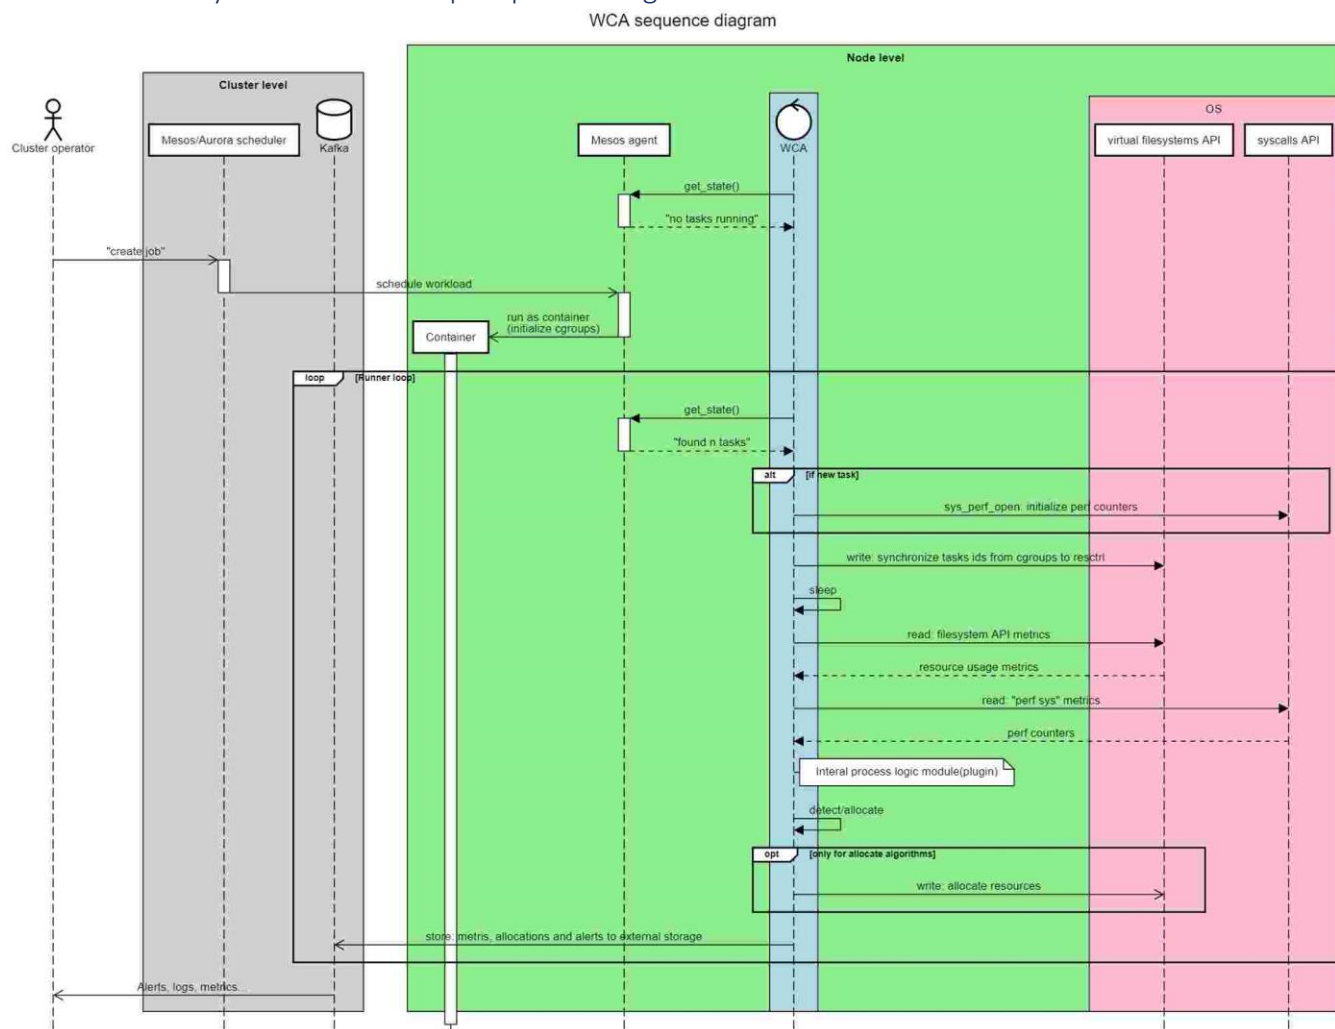 WCA sequence diagram
Node level
Cluster level
OS
Cluster operator
Mesos/Aurora scheduler
Kafka
Mesos agent
WCA
virtual filesystems API
syscalls API
get_state()
"no tasks running"
"create job"
schedule workload
run as container
(initialize cgroups)
Container
loop
[Runner loop]
get_state()
"found n tasks"
alt
[if new task]
sys_perf_open: initialize perf counters
write: synchronize tasks ids from cgroups to resctrl
sleep
read: filesystem API metrics
resource usage metrics
read: "perf sys" metrics
perf counters
Interal process logic module(plugin)
detect/allocate
opt
[only for allocate algorithms]
write: allocate resources
store: metris, allocations and alerts to external storage
Alerts, logs, metrics...